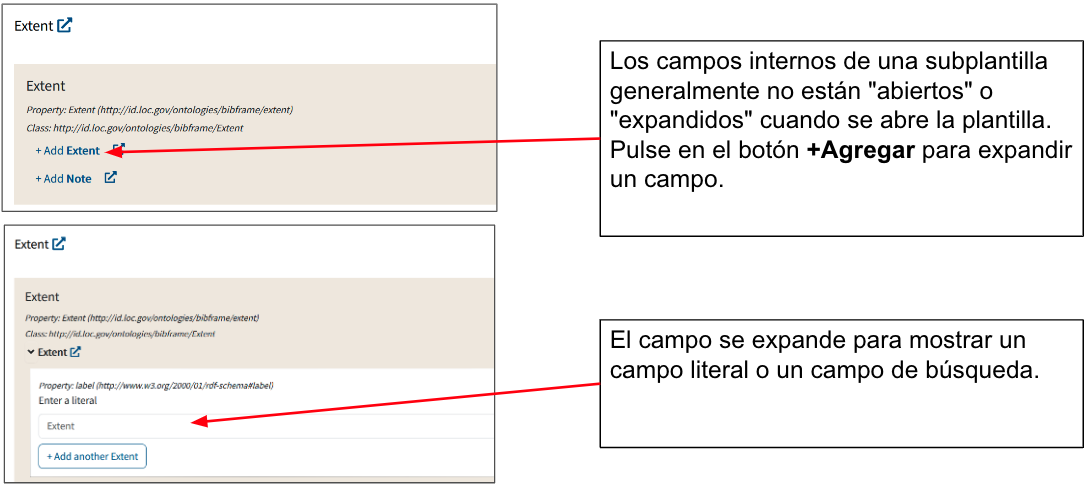 Extent
Extent
Property: Extent (http://id.loc.gov/ontologies/bibframe/extent)
Class: http://id.loc.gov/ontologies/bibframe/Extent
+ Add Extent
+ Add Note
Los campos internos de una subplantilla
generalmente no están "abiertos" o
"expandidos" cuando se abre la plantilla.
Pulse en el botón +Agregar para expandir
un campo.
Extent
Extent
Property: Extent (http://id.loc.gov/ontologies/bibframe/extent)
Class: http://id.loc.gov/ontologies/bibframe/Extent
Extent
Property: label (http://www.w3.org/2000/01/rdf-schema#label)
Enter a literal
Extent
+ Add another Extent
El campo se expande para mostrar un
campo literal o un campo de búsqueda.